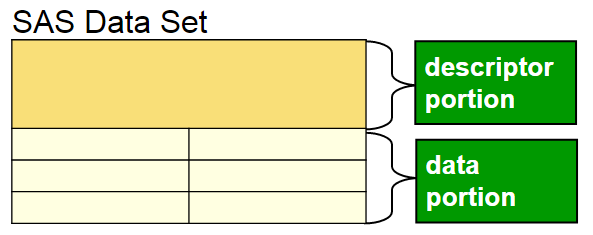 SAS Data Set
descriptor
portion
data
portion